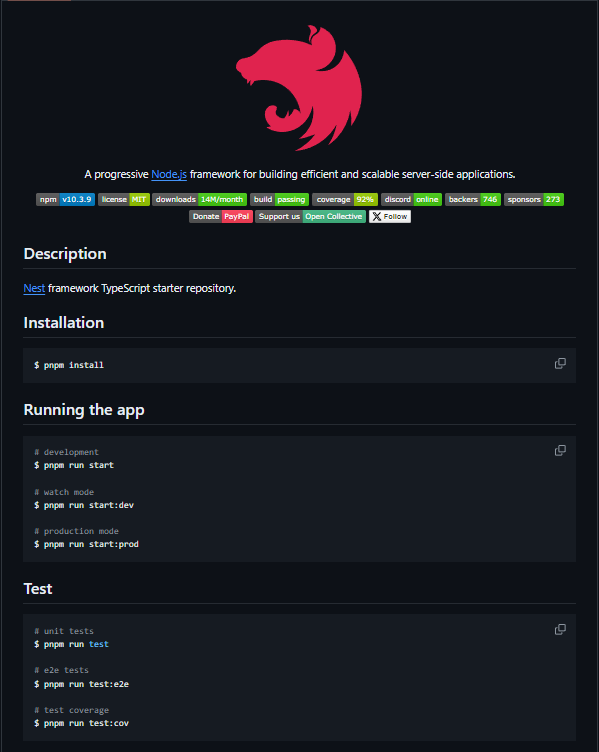 A progressive Node.js framework for building efficient and scalable server-side applications.
npm v10.3.9 license MIT downloads 14M/month build passing coverage 92% discord online backers 746 sponsors 273
Donate PayPal Support us Open Collective X Follow
Description
Nest framework TypeScript starter repository.
Installation
$ pnpm install
Running the app
# development
$ pnpm run start
# watch mode
$ pnpm run start:dev
# production mode
$ pnpm run start:prod
Test
# unit tests
$ pnpm run test
# e2e tests
$ pnpm run test:e2e
# test coverage
$ pnpm run test:cov